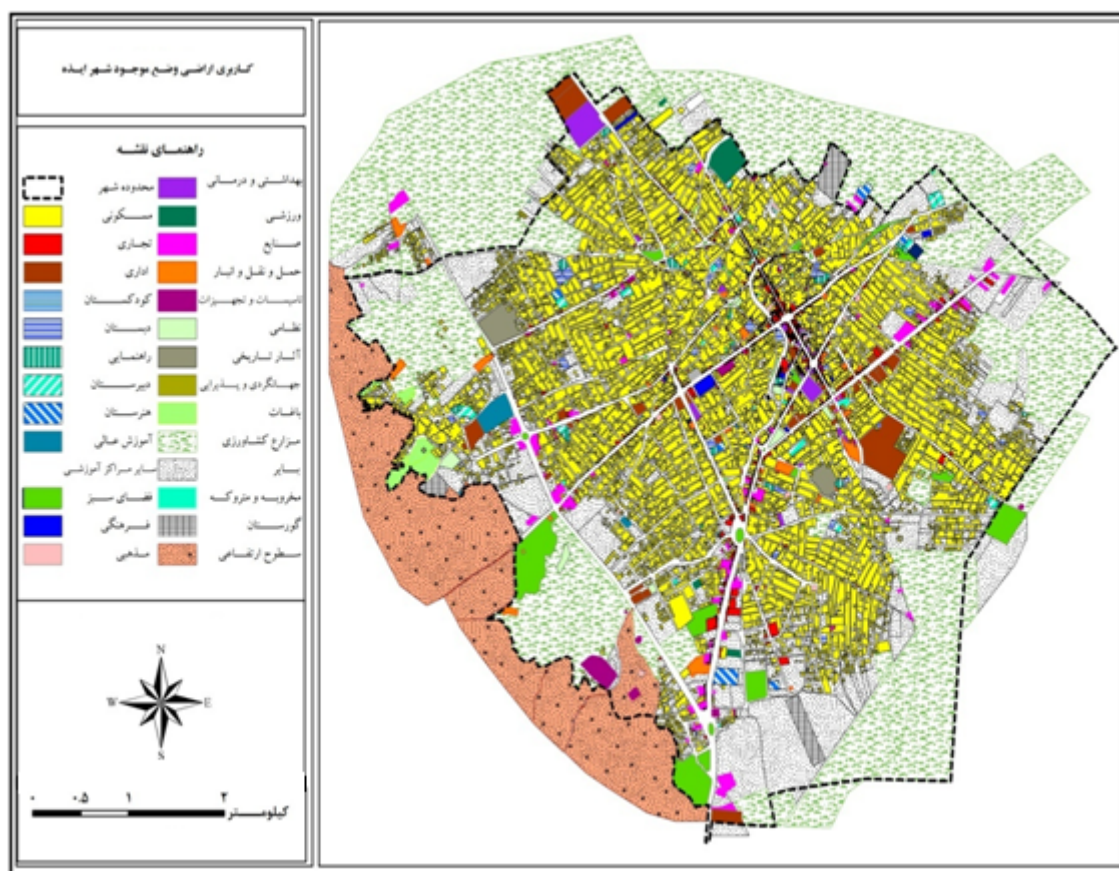 کاربری اراضی وضع موجود شهر ایذه
راهنمای نقشه
محدوده شهر
بهداشتی و درمانی
مسکونی
ورزشی
تجاری
صنایع
اداری
حمل و نقل و انبار
کودکستان
تاسیسات و تجهیزات
دبستان
نظامی
راهنمایی
آثار تاریخی
دبیرستان
جهانگردی و پذیرایی
هنرستان
باغات
آموزش عالی
مزارع کشاورزی
سایر مراکز آموزشی
بایر
فضای سبز
مخروبه و متروکه
فرهنگی
گورستان
مذهبی
سطوح ارتفاعی
N
W E
S
۰ ۰.۵ ۱ ۲
کیلومتر